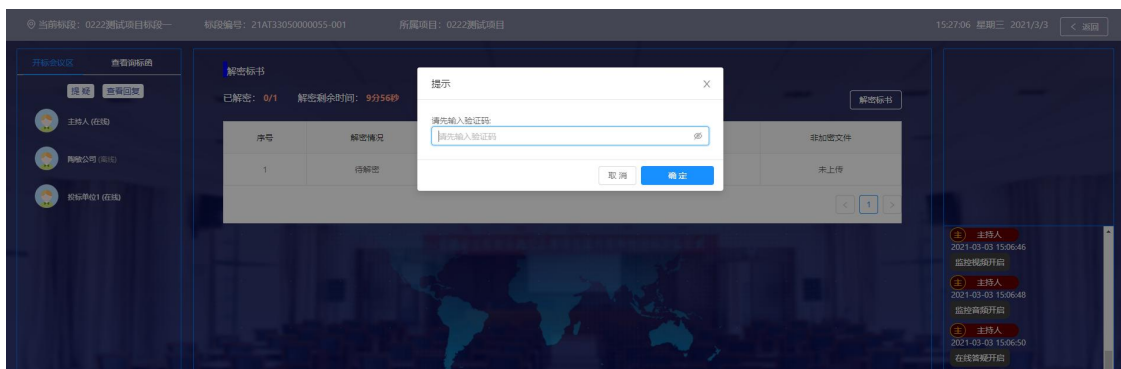 当前标段：0222测试项目标段一 标段编号：21AT33050000055-001 所属项目：0222测试项目 15:27:06 星期三 2021/3/3 < 返回
开标会议区 查看询标函
提疑 查看回复
主持人 (在线)
陶敏公司 (离线)
投标单位1 (在线)
解密标书
已解密：0/1 解密剩余时间：9分56秒 解密标书
序号 解密情况 非加密文件
1 待解密 未上传
< 1 >
提示 X
请先输入验证码:
请先输入验证码
取 消 确 定
主 主持人
2021-03-03 15:06:46
监控视频开启
主 主持人
2021-03-03 15:06:48
监控音频开启
主 主持人
2021-03-03 15:06:50
在线答疑开启